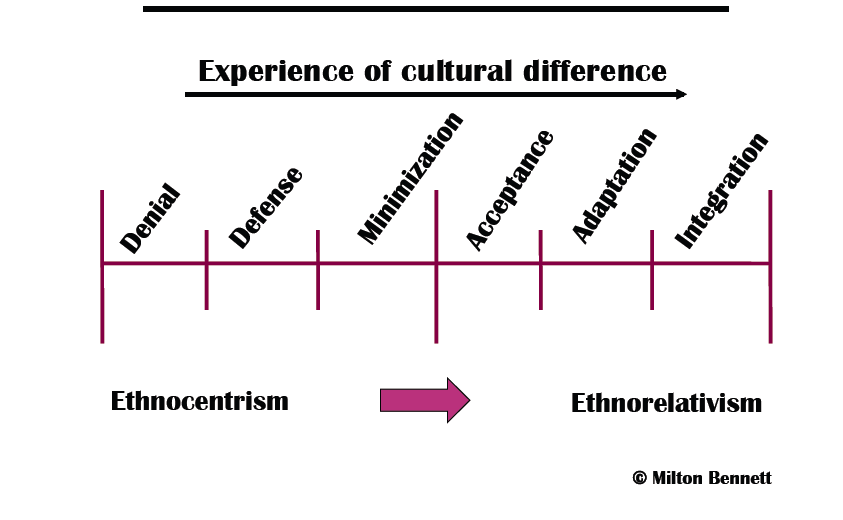 Experience of cultural difference
Denial
Defense
Minimization
Acceptance
Adaptation
Integration
Ethnocentrism
Ethnorelativism
© Milton Bennett